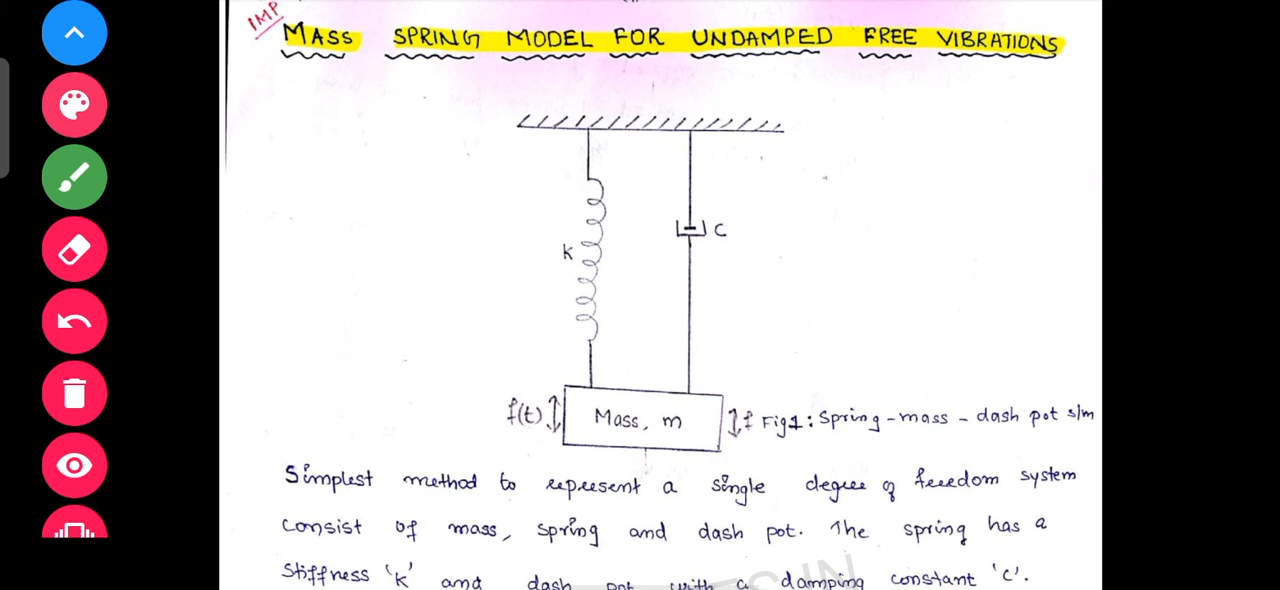 IMP
MASS SPRING MODEL FOR UNDAMPED FREE VIBRATIONS
K
C
f(t)
Mass, m
f Fig1: Spring-mass - dash pot s/m
Simplest method to represent a single degree of freedom system
consist of mass, spring and dash pot. The spring has a
stiffness 'K' and dash pot with a damping constant 'C'.